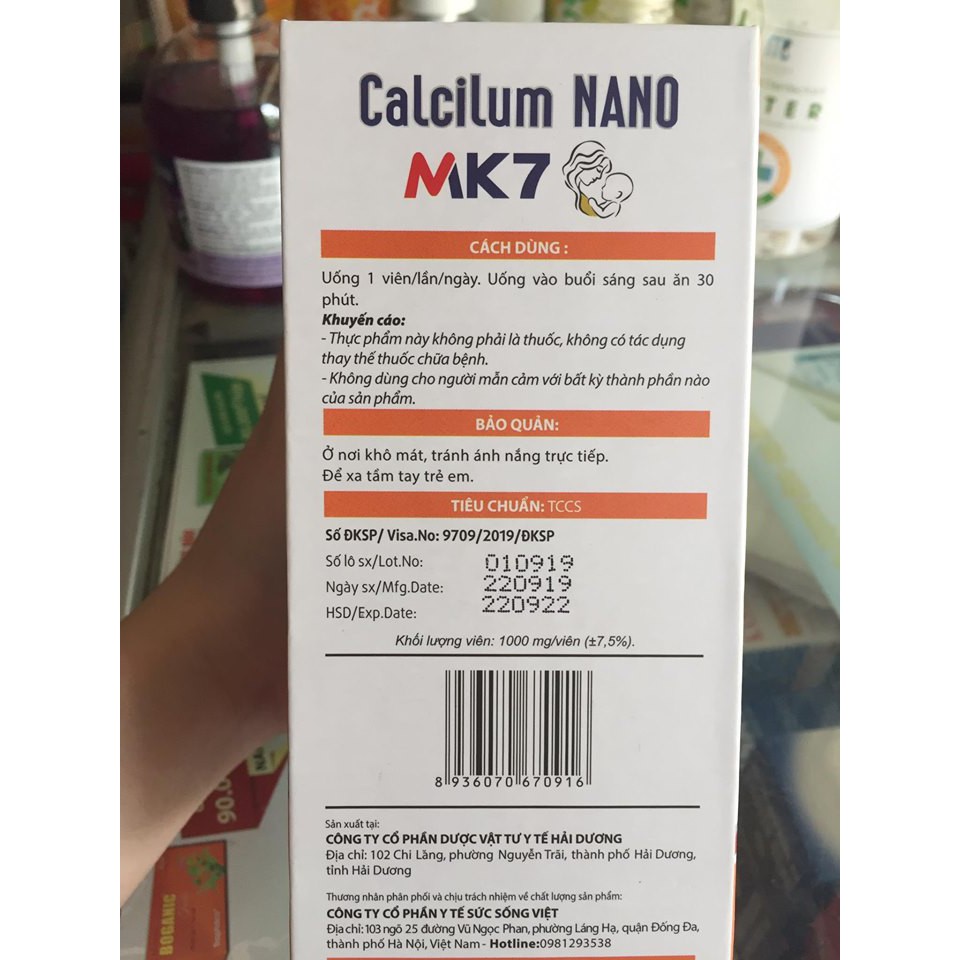 Calcilum NANO
MK7
CÁCH DÙNG :
Uống 1 viên/lần/ngày. Uống vào buổi sáng sau ăn 30
phút.
Khuyến cáo:
- Thực phẩm này không phải là thuốc, không có tác dụng
thay thế thuốc chữa bệnh.
- Không dùng cho người mẫn cảm với bất kỳ thành phần nào
của sản phẩm.
BẢO QUẢN:
Ở nơi khô mát, tránh ánh nắng trực tiếp.
Để xa tầm tay trẻ em.
TIÊU CHUẨN: TCCS
Số ĐKSP/ Visa.No: 9709/2019/ĐKSP
Số lô sx/Lot.No: 010919
Ngày sx/Mfg.Date: 220919
HSD/Exp.Date: 220922
Khối lượng viên: 1000 mg/viên (±7,5%).
8 936070 670916
Sản xuất tại:
CÔNG TY CỔ PHẦN DƯỢC VẬT TƯ Y TẾ HẢI DƯƠNG
Địa chỉ: 102 Chi Lăng, phường Nguyễn Trãi, thành phố Hải Dương,
tỉnh Hải Dương
Thương nhân phân phối và chịu trách nhiệm về chất lượng sản phẩm:
CÔNG TY CỔ PHẦN Y TẾ SỨC SỐNG VIỆT
Địa chỉ: 103 ngõ 25 đường Vũ Ngọc Phan, phường Láng Hạ, quận Đống Đa,
thành phố Hà Nội, Việt Nam - Hotline:0981293538
TER
90.0
BOGANIC